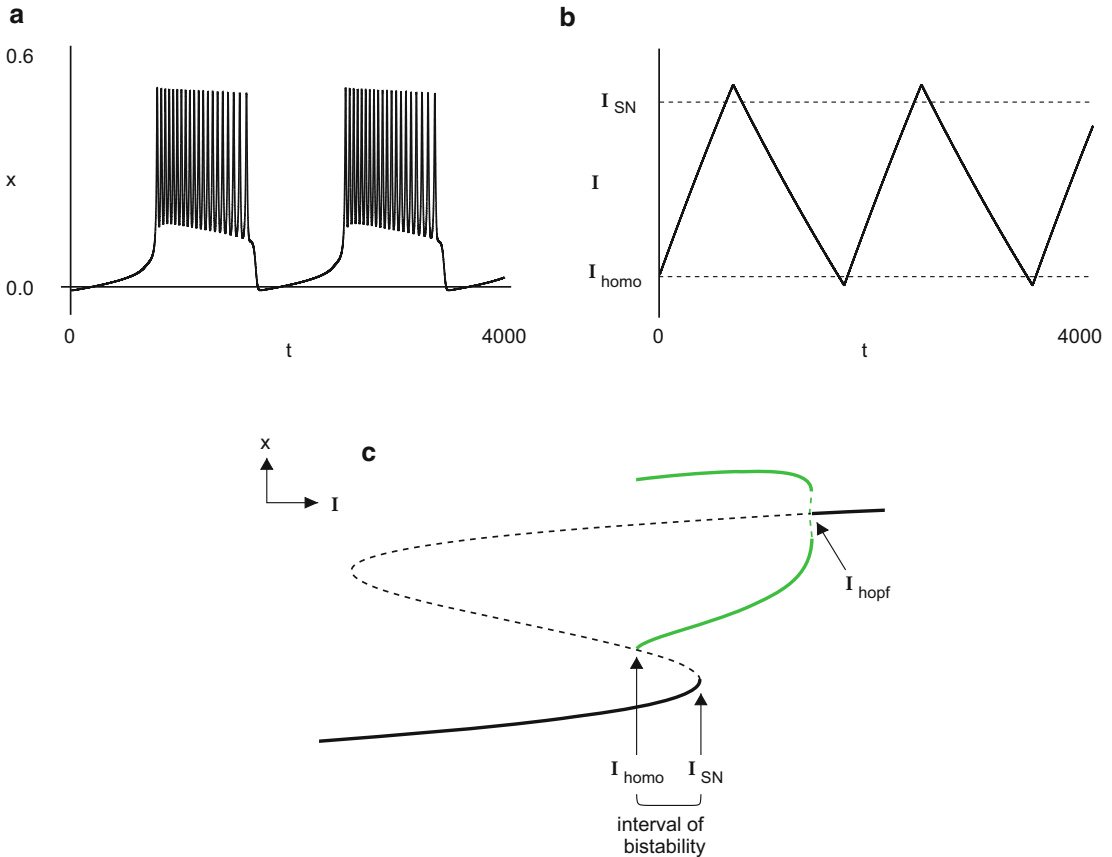 a
0.6
x
0.0
0
t
4000
b
I SN
I
I homo
0
t
4000
c
x
I
I hopf
I homo
I SN
interval of
bistability